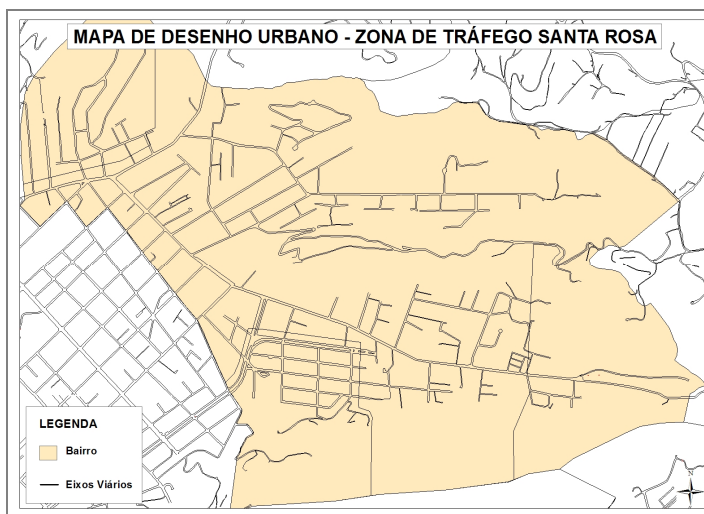 MAPA DE DESENHO URBANO - ZONA DE TRÁFEGO SANTA ROSA
LEGENDA
Bairro
Eixos Viários
N